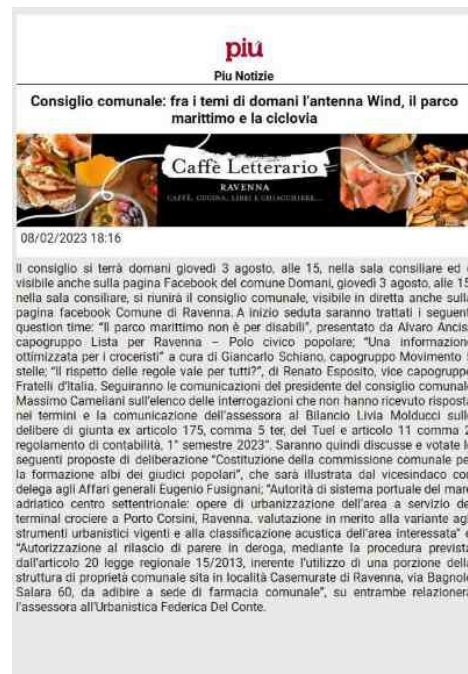 più
Piu Notizie
Consiglio comunale: fra i temi di domani l'antenna Wind, il parco
marittimo e la ciclovia
Caffè Letterario
RAVENNA
CAFFÈ, CUCINA, LIBRI E CHIACCHIERE...
08/02/2023 18:16
Il consiglio si terrà domani giovedì 3 agosto, alle 15, nella sala consiliare ed
visibile anche sulla pagina Facebook del comune Domani, giovedì 3 agosto, alle 15
nella sala consiliare, si riunirà il consiglio comunale, visibile in diretta anche sull
pagina facebook Comune di Ravenna. A inizio seduta saranno trattati i seguent
question time: "Il parco marittimo non è per disabili", presentato da Alvaro Ancis
capogruppo Lista per Ravenna – Polo civico popolare; "Una informazion
ottimizzata per i croceristi" a cura di Giancarlo Schiano, capogruppo Movimento
stelle; "Il rispetto delle regole vale per tutti?", di Renato Esposito, vice capogrupp
Fratelli d'Italia. Seguiranno le comunicazioni del presidente del consiglio comunal
Massimo Cameliani sull'elenco delle interrogazioni che non hanno ricevuto rispost
nei termini e la comunicazione dell'assessora al Bilancio Livia Molducci sull
delibere di giunta ex articolo 175, comma 5 ter, del Tuel e articolo 11 comma 2
regolamento di contabilità, 1° semestre 2023". Saranno quindi discusse e votate l
seguenti proposte di deliberazione "Costituzione della commissione comunale pe
la formazione albi dei giudici popolari", che sarà illustrata dal vicesindaco co
delega agli Affari generali Eugenio Fusignani; "Autorità di sistema portuale del mar
adriatico centro settentrionale: opere di urbanizzazione dell'area a servizio de
terminal crociere a Porto Corsini, Ravenna, valutazione in merito alla variante agl
strumenti urbanistici vigenti e alla classificazione acustica dell'area interessata"
"Autorizzazione al rilascio di parere in deroga, mediante la procedura prevista
dall'articolo 20 legge regionale 15/2013, inerente l'utilizzo di una porzione dell
struttura di proprietà comunale sita in località Casemurate di Ravenna, via Bagnol
Salara 60, da adibire a sede di farmacia comunale", su entrambe relazioner
l'assessora all'Urbanistica Federica Del Conte.